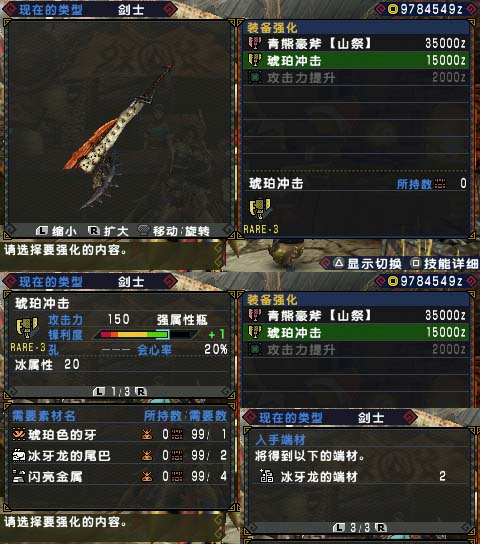 现在的类型 剑士
9784549z
装备强化
青熊豪斧【山祭】 35000z
琥珀冲击 15000z
攻击力提升 2000z
琥珀冲击 所持数 0
RARE-3
L 缩小 R 扩大 移动/旋转
请选择要强化的内容。
△显示切换 □技能详细
现在的类型 剑士
9784549z
琥珀冲击
攻击力 150 强属性瓶
锋利度 +1
RARE-3
孔 --- 会心率 20%
冰属性 20
L 1/3 R
装备强化
青熊豪斧【山祭】 35000z
琥珀冲击 15000z
攻击力提升 2000z
需要素材名 所持数/需要数
琥珀色的牙 0 99/ 1
冰牙龙的尾巴 0 99/ 2
闪亮金属 0 99/ 4
请选择要强化的内容。
现在的类型 剑士
入手端材
将得到以下的端材。
冰牙龙的端材 2
L 3/3 R